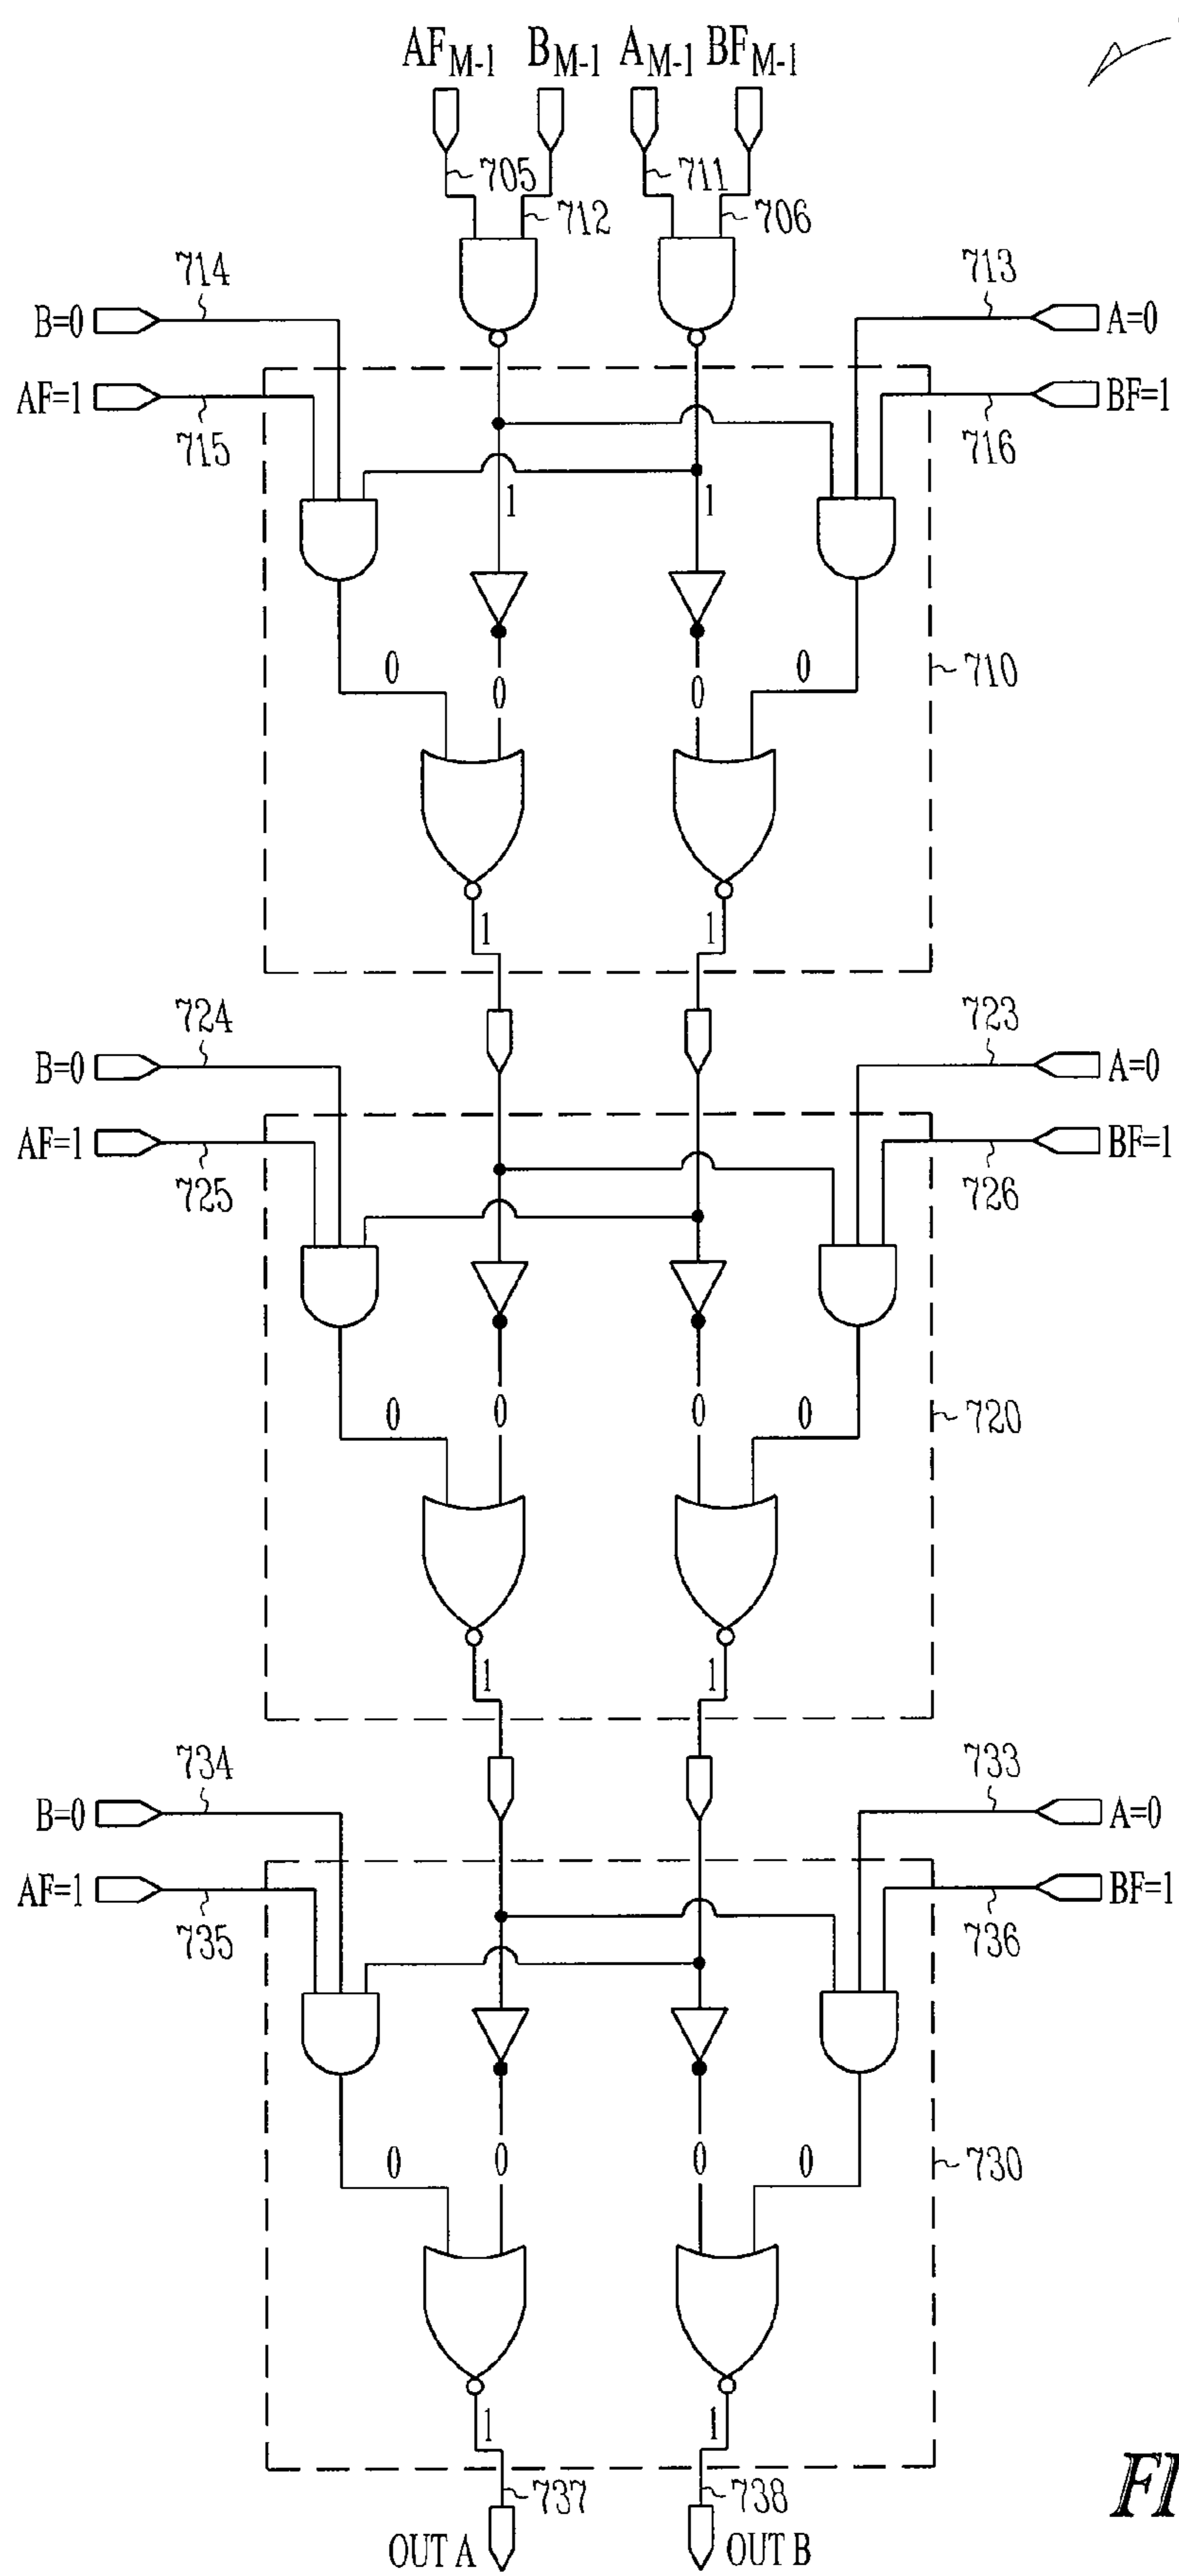 AF_M-1 B_M-1 A_M-1 BF_M-1
705 711
712 706
714 713
B=0 A=0
AF=1 BF=1
715 716
1 1
0 0 0 0 710
1 1
724 723
B=0 A=0
AF=1 BF=1
725 726
0 0 0 0 720
1 1
734 733
B=0 A=0
AF=1 BF=1
735 736
0 0 0 0 730
1 1
737 738
OUT A OUT B